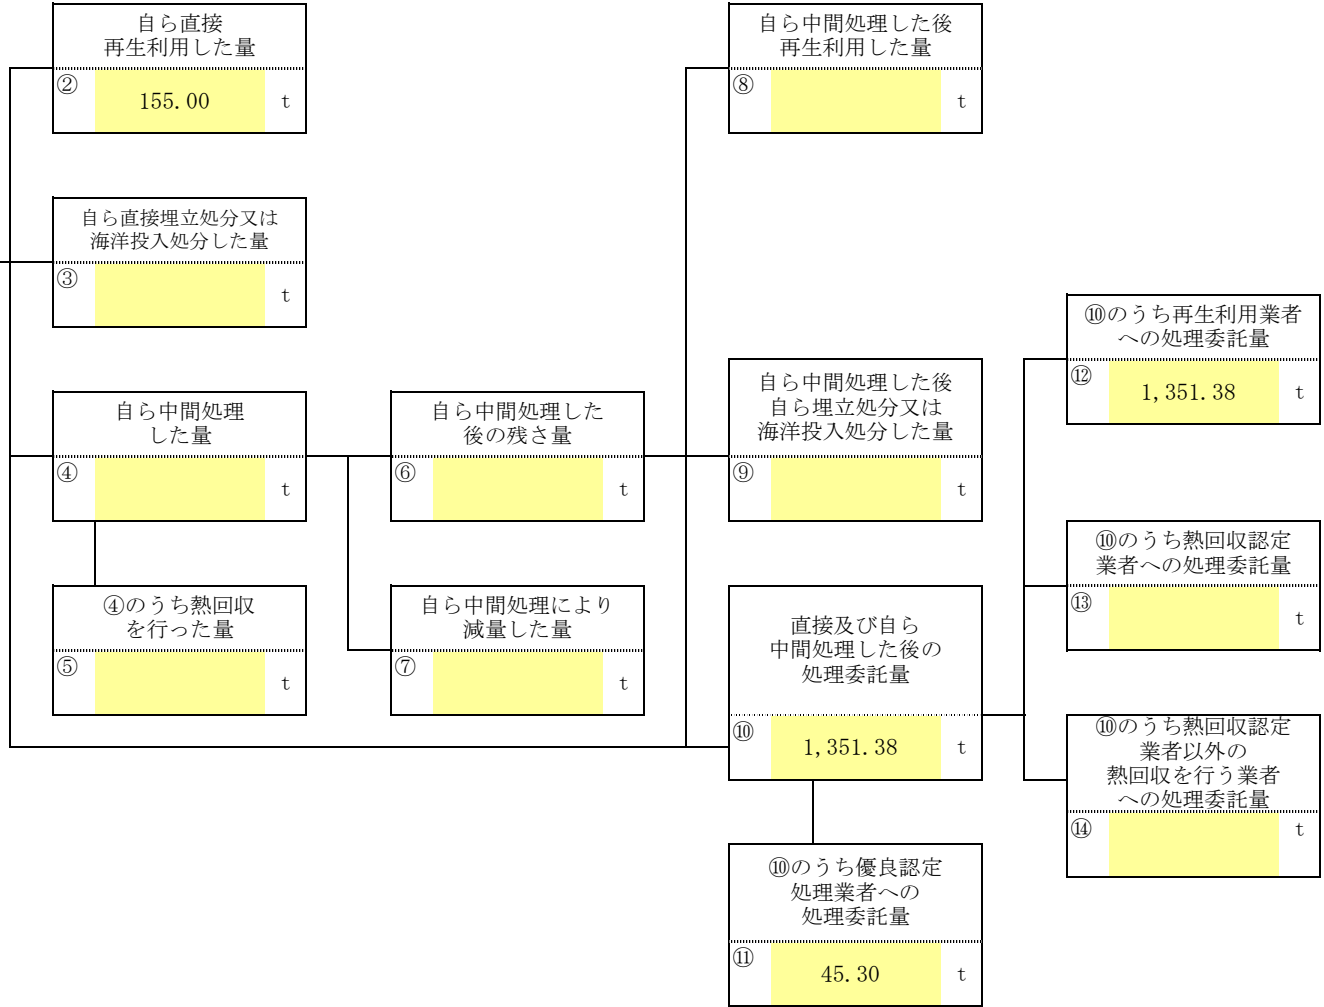 自ら直接
再生利用した量
②
155.00
t
自ら直接埋立処分又は
海洋投入処分した量
③
t
自ら中間処理
した量
④
t
④のうち熱回収
を行った量
⑤
t
自ら中間処理した
後の残さ量
⑥
t
自ら中間処理により
減量した量
⑦
t
自ら中間処理した後
再生利用した量
⑧
t
自ら中間処理した後
自ら埋立処分又は
海洋投入処分した量
⑨
t
直接及び自ら
中間処理した後の
処理委託量
⑩
1,351.38
t
⑩のうち優良認定
処理業者への
処理委託量
⑪
45.30
t
⑩のうち再生利用業者
への処理委託量
⑫
1,351.38
t
⑩のうち熱回収認定
業者への処理委託量
⑬
t
⑩のうち熱回収認定
業者以外の
熱回収を行う業者
への処理委託量
⑭
t